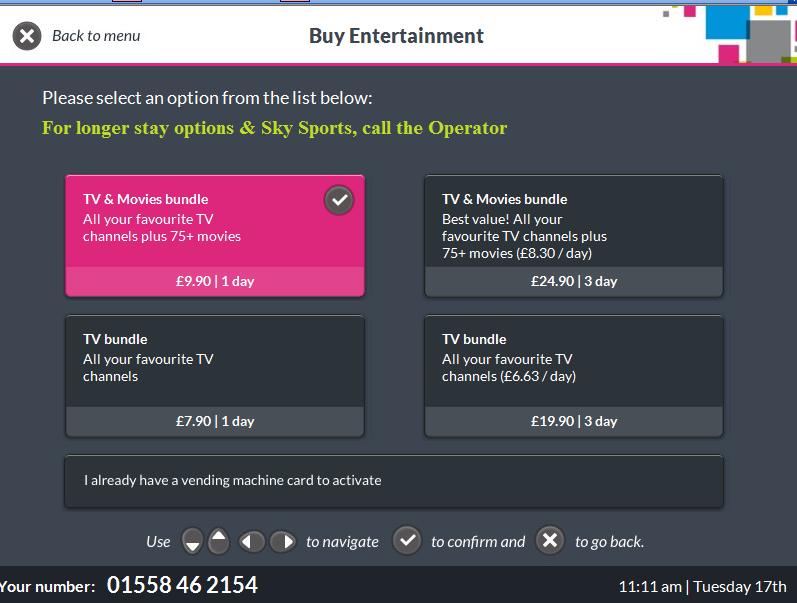 Back to menu
Buy Entertainment
Please select an option from the list below:
For longer stay options & Sky Sports, call the Operator
TV & Movies bundle
All your favourite TV
channels plus 75+ movies
£9.90 | 1 day
TV & Movies bundle
Best value! All your
favourite TV channels plus
75+ movies (£8.30 / day)
£24.90 | 3 day
TV bundle
All your favourite TV
channels
£7.90 | 1 day
TV bundle
All your favourite TV
channels (£6.63 / day)
£19.90 | 3 day
I already have a vending machine card to activate
Use to navigate to confirm and to go back.
Your number: 01558 46 2154
11:11 am | Tuesday 17th